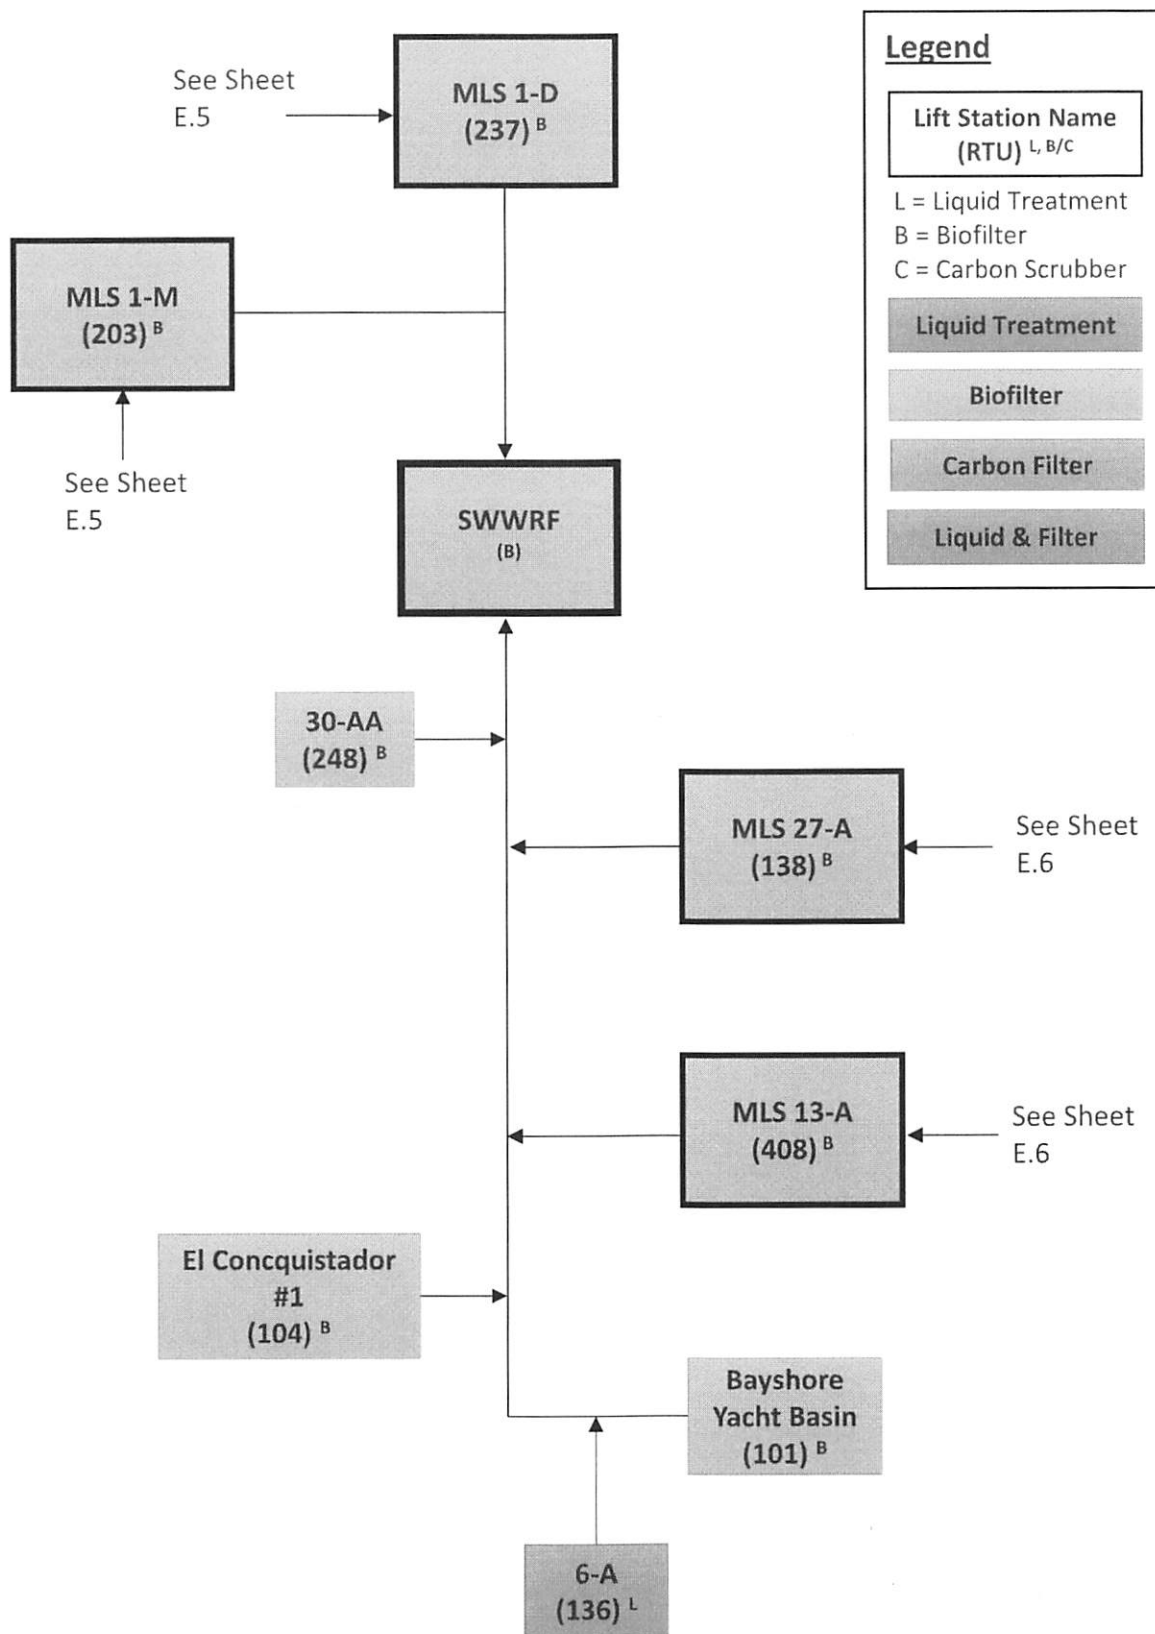 See Sheet
E.5
MLS 1-D
(237) B
Legend
Lift Station Name
(RTU) L, B/C
L = Liquid Treatment
B = Biofilter
C = Carbon Scrubber
Liquid Treatment
Biofilter
Carbon Filter
Liquid & Filter
MLS 1-M
(203) B
See Sheet
E.5
SWWRF
(B)
30-AA
(248) B
MLS 27-A
(138) B
See Sheet
E.6
MLS 13-A
(408) B
See Sheet
E.6
El Concquistador
#1
(104) B
Bayshore
Yacht Basin
(101) B
6-A
(136) L